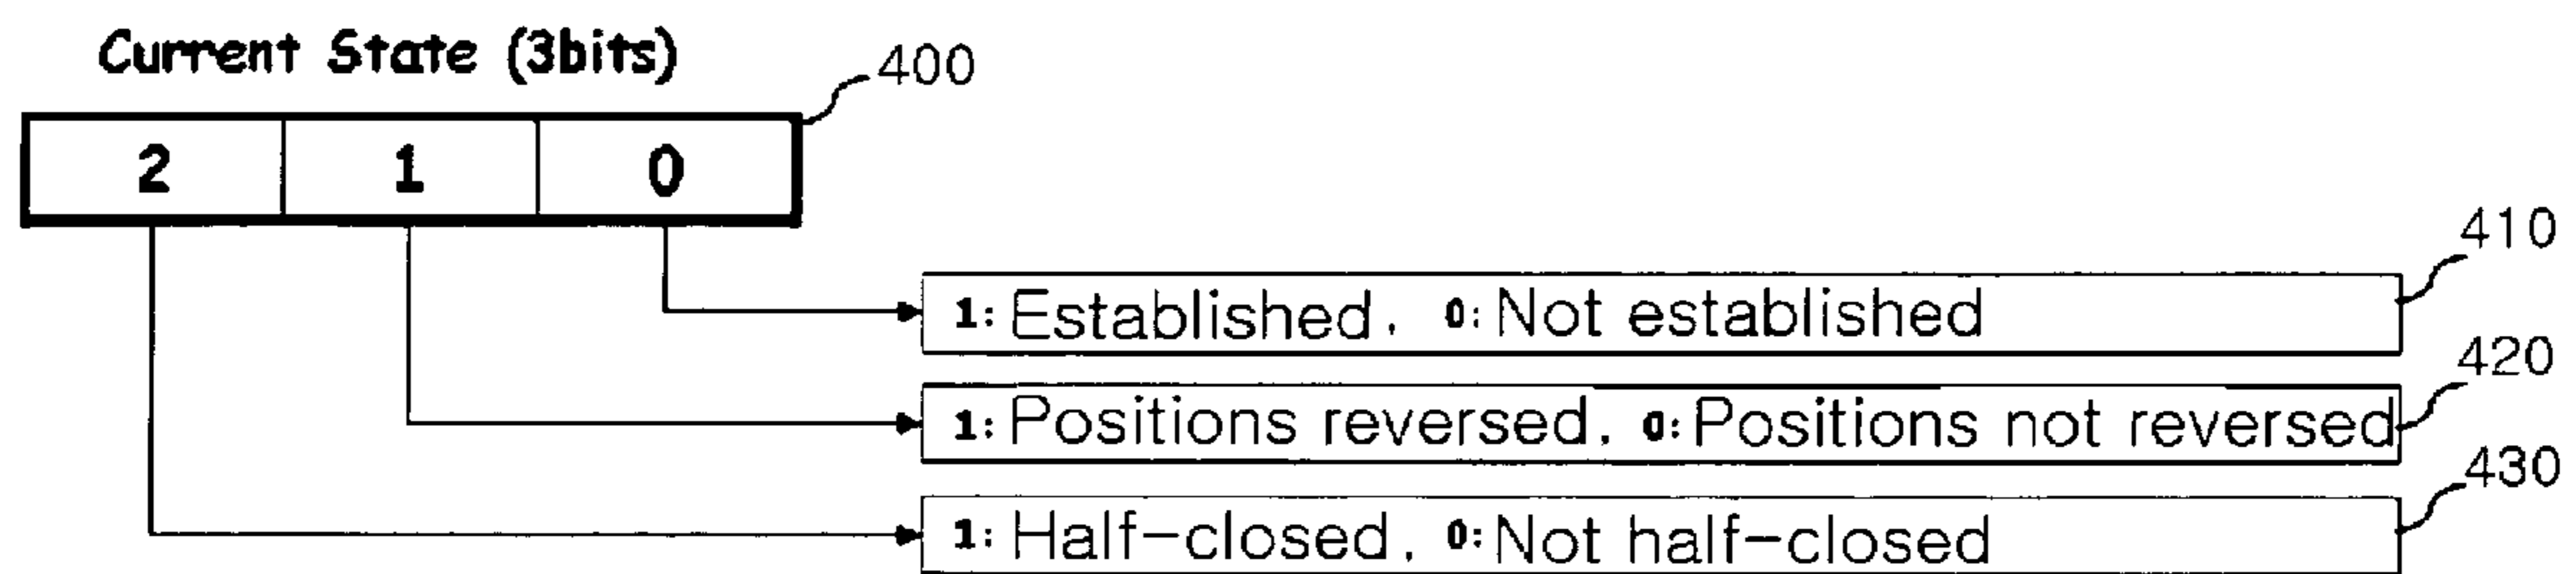 Current State (3bits)
400
2 1 0
410
1: Established, 0: Not established
420
1: Positions reversed, 0: Positions not reversed
430
1: Half-closed, 0: Not half-closed